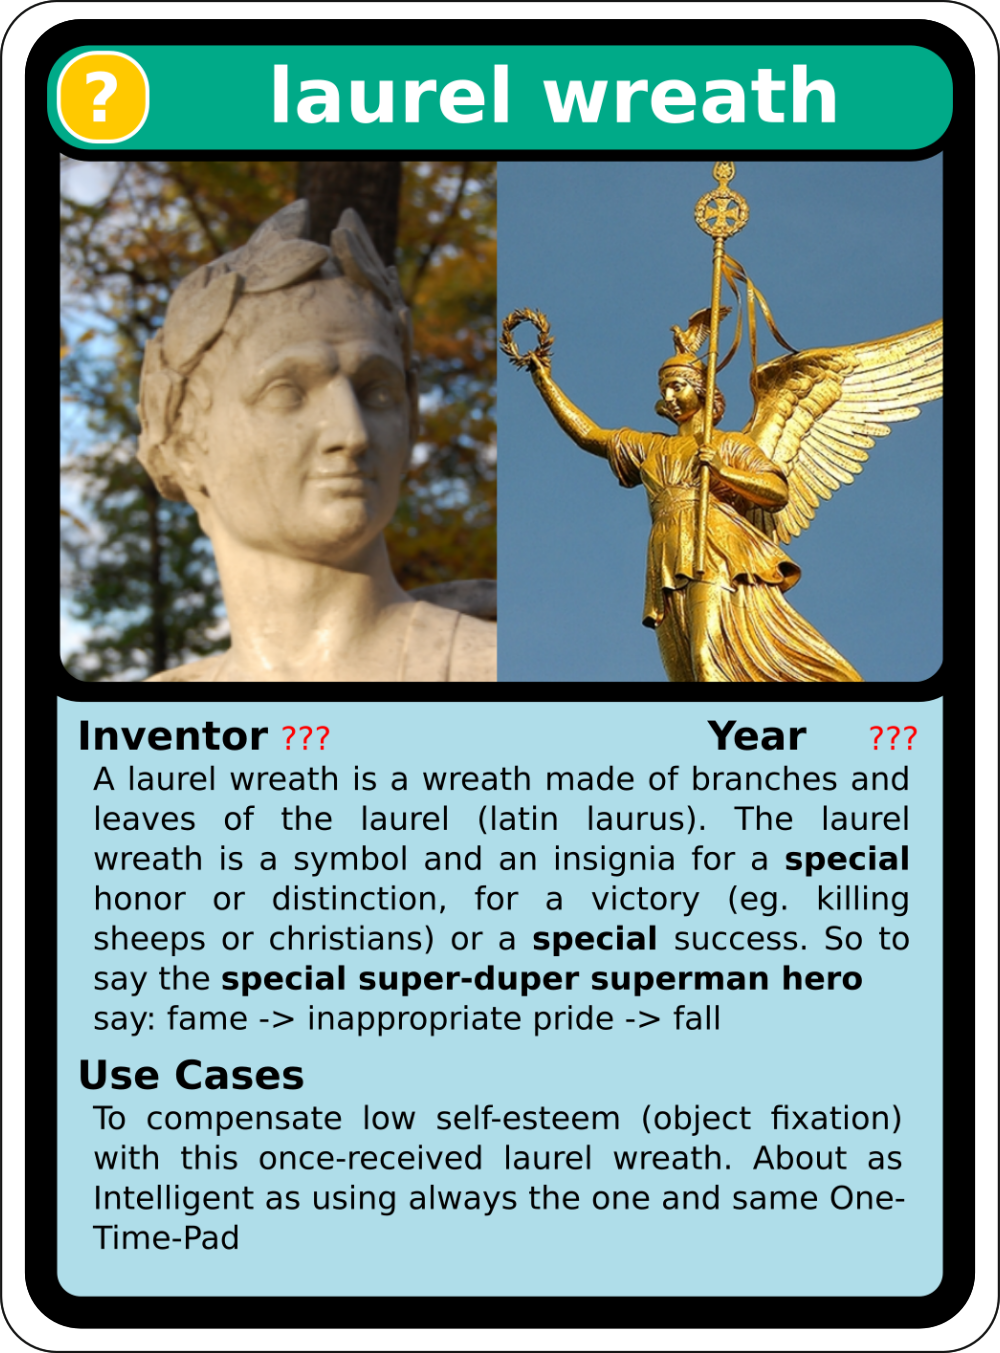 ? laurel wreath
Inventor ??? Year ???
A laurel wreath is a wreath made of branches and
leaves of the laurel (latin laurus). The laurel
wreath is a symbol and an insignia for a special
honor or distinction, for a victory (eg. killing
sheeps or christians) or a special success. So to
say the special super-duper superman hero
say: fame -> inappropriate pride -> fall
Use Cases
To compensate low self-esteem (object fixation)
with this once-received laurel wreath. About as
Intelligent as using always the one and same One-
Time-Pad